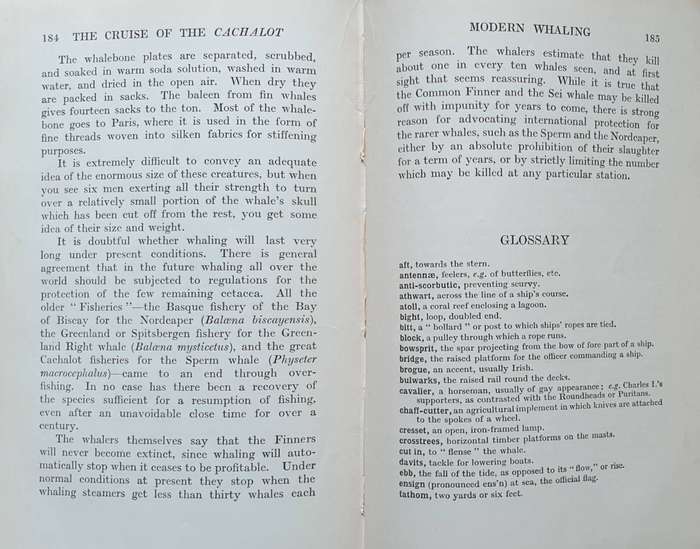 184 THE CRUISE OF THE CACHALOT
The whalebone plates are separated, scrubbed,
and soaked in warm soda solution, washed in warm
water, and dried in the open air. When dry they
are packed in sacks. The baleen from fin whales
gives fourteen sacks to the ton. Most of the whale-
bone goes to Paris, where it is used in the form of
fine threads woven into silken fabrics for stiffening
purposes.
It is extremely difficult to convey an adequate
idea of the enormous size of these creatures, but when
you see six men exerting all their strength to turn
over a relatively small portion of the whale's skull
which has been cut off from the rest, you get some
idea of their size and weight.
It is doubtful whether whaling will last very
long under present conditions. There is general
agreement that in the future whaling all over the
world should be subjected to regulations for the
protection of the few remaining cetacea. All the
older "Fisheries"—the Basque fishery of the Bay
of Biscay for the Nordcaper (Balæna biscayensis),
the Greenland or Spitsbergen fishery for the Green-
land Right whale (Balæna mysticetus), and the great
Cachalot fisheries for the Sperm whale (Physeter
macrocephalus)—came to an end through over-
fishing. In no case has there been a recovery of
the species sufficient for a resumption of fishing,
even after an unavoidable close time for over a
century.
The whalers themselves say that the Finners
will never become extinct, since whaling will auto-
matically stop when it ceases to be profitable. Under
normal conditions at present they stop when the
whaling steamers get less than thirty whales each
MODERN WHALING 185
per season. The whalers estimate that they kill
about one in every ten whales seen, and at first
sight that seems reassuring. While it is true that
the Common Finner and the Sei whale may be killed
off with impunity for years to come, there is strong
reason for advocating international protection for
the rarer whales, such as the Sperm and the Nordcaper,
either by an absolute prohibition of their slaughter
for a term of years, or by strictly limiting the number
which may be killed at any particular station.
GLOSSARY
aft, towards the stern.
antennæ, feelers, e.g. of butterflies, etc.
anti-scorbutic, preventing scurvy.
athwart, across the line of a ship's course.
atoll, a coral reef enclosing a lagoon.
bight, loop, doubled end.
bitt, a "bollard" or post to which ships' ropes are tied.
block, a pulley through which a rope runs.
bowsprit, the spar projecting from the bow of fore part of a ship.
bridge, the raised platform for the officer commanding a ship.
brogue, an accent, usually Irish.
bulwarks, the raised rail round the decks.
cavalier, a horseman, usually of gay appearance; e.g. Charles I.'s
supporters, as contrasted with the Roundheads or Puritans.
chaff-cutter, an agricultural implement in which knives are attached
to the spokes of a wheel.
cresset, an open, iron-framed lamp.
crosstrees, horizontal timber platforms on the masts.
cut in, to "flense" the whale.
davits, tackle for lowering boats.
ebb, the fall of the tide, as opposed to its "flow," or rise.
ensign (pronounced ens'n) at sea, the official flag.
fathom, two yards or six feet.